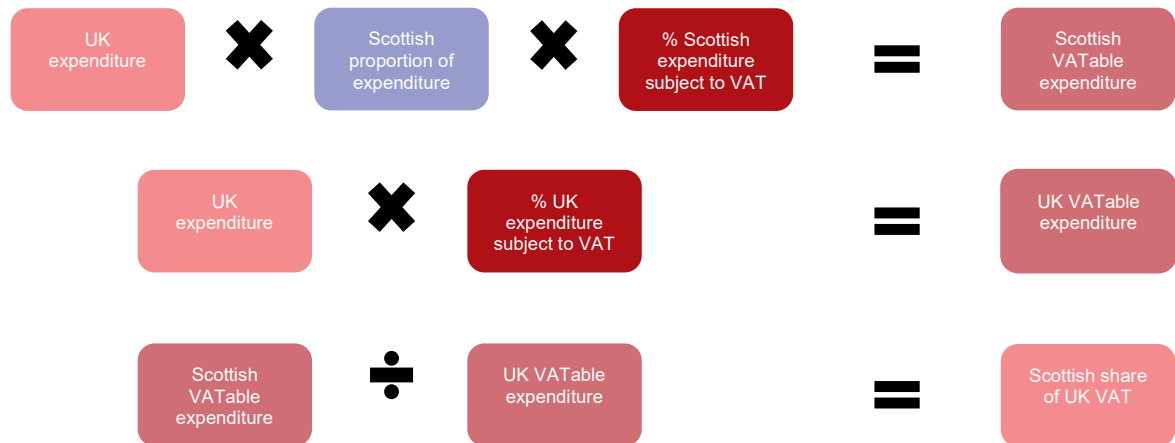 UK
expenditure
Scottish
proportion of
expenditure
% Scottish
expenditure
subject to VAT
Scottish
VATable
expenditure
UK
expenditure
% UK
expenditure
subject to VAT
UK VATable
expenditure
Scottish
VATable
expenditure
UK VATable
expenditure
Scottish share
of UK VAT